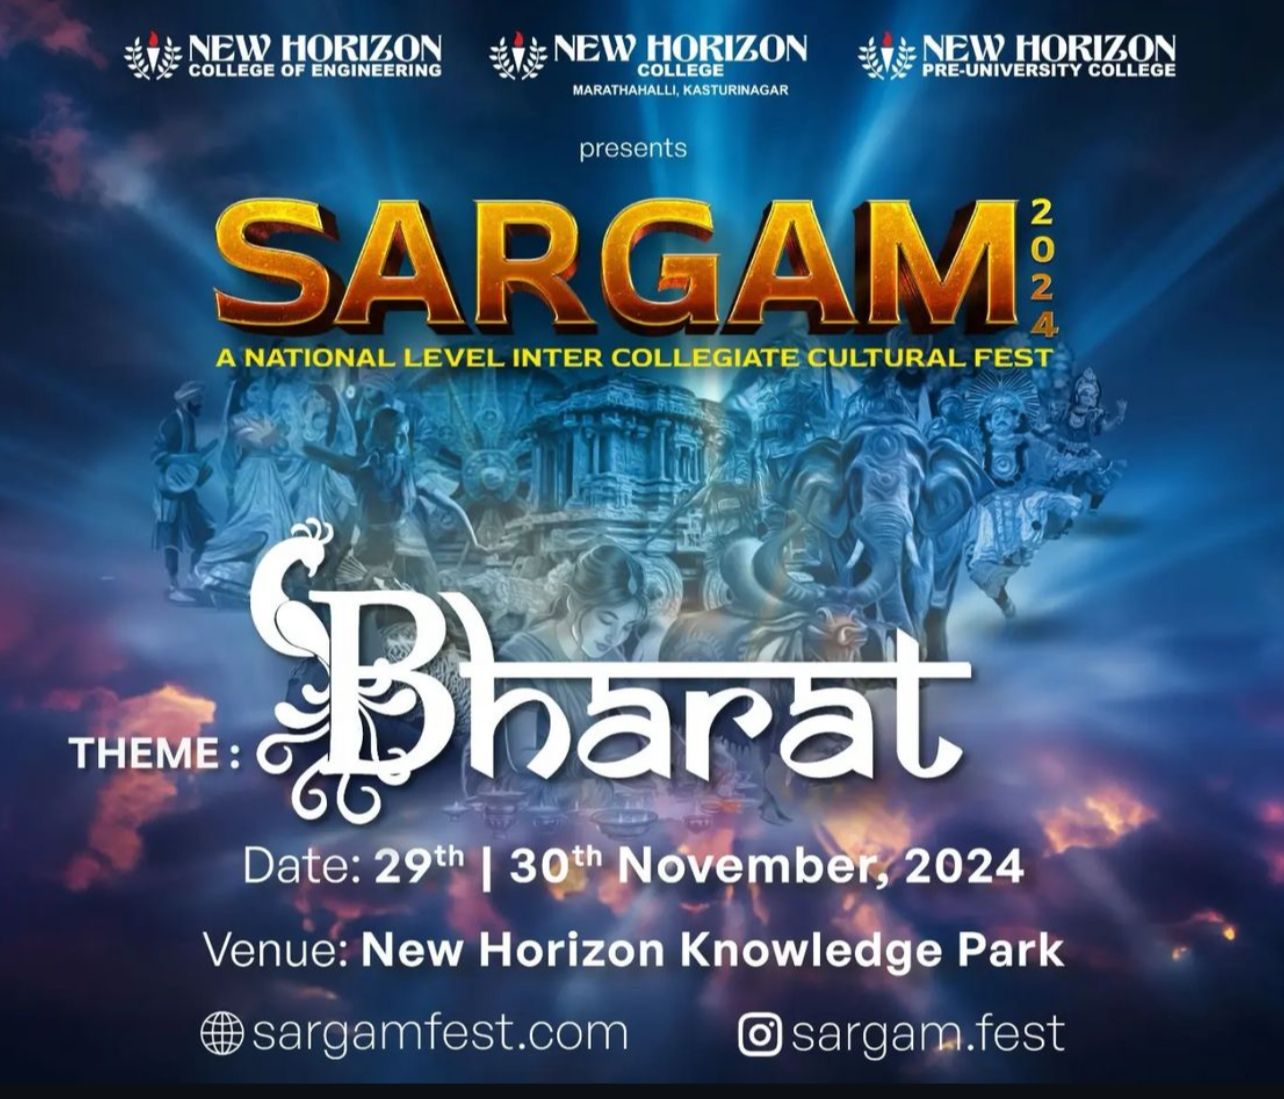 NEW HORIZON
COLLEGE OF ENGINEERING
NEW HORIZON
COLLEGE
MARATHAHALLI, KASTURINAGAR
NEW HORIZON
PRE-UNIVERSITY COLLEGE
presents
SARGAM 2024
A NATIONAL LEVEL INTER COLLEGIATE CULTURAL FEST
THEME : Bharat
Date: 29th | 30th November, 2024
Venue: New Horizon Knowledge Park
sargamfest.com
sargam.fest